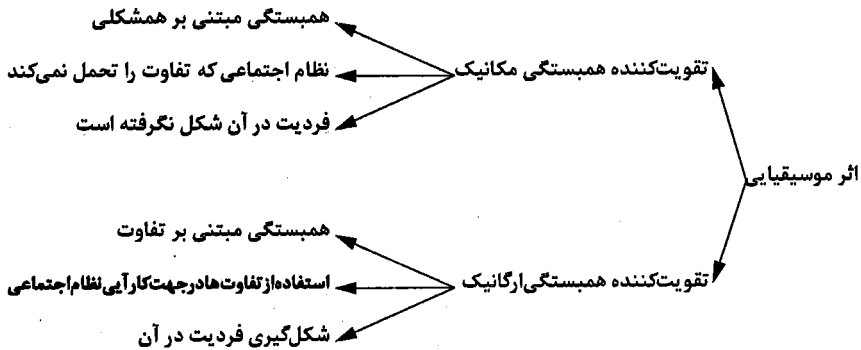 همبستگی مبتنی بر همشکلی
تقویت‌کننده همبستگی مکانیک
نظام اجتماعی که تفاوت را تحمل نمی‌کند
فردیت در آن شکل نگرفته است
اثر موسیقیایی
همبستگی مبتنی بر تفاوت
تقویت‌کننده همبستگی ارگانیک
استفاده از تفاوت‌ها در جهت کارآیی نظام اجتماعی
شکل‌گیری فردیت در آن